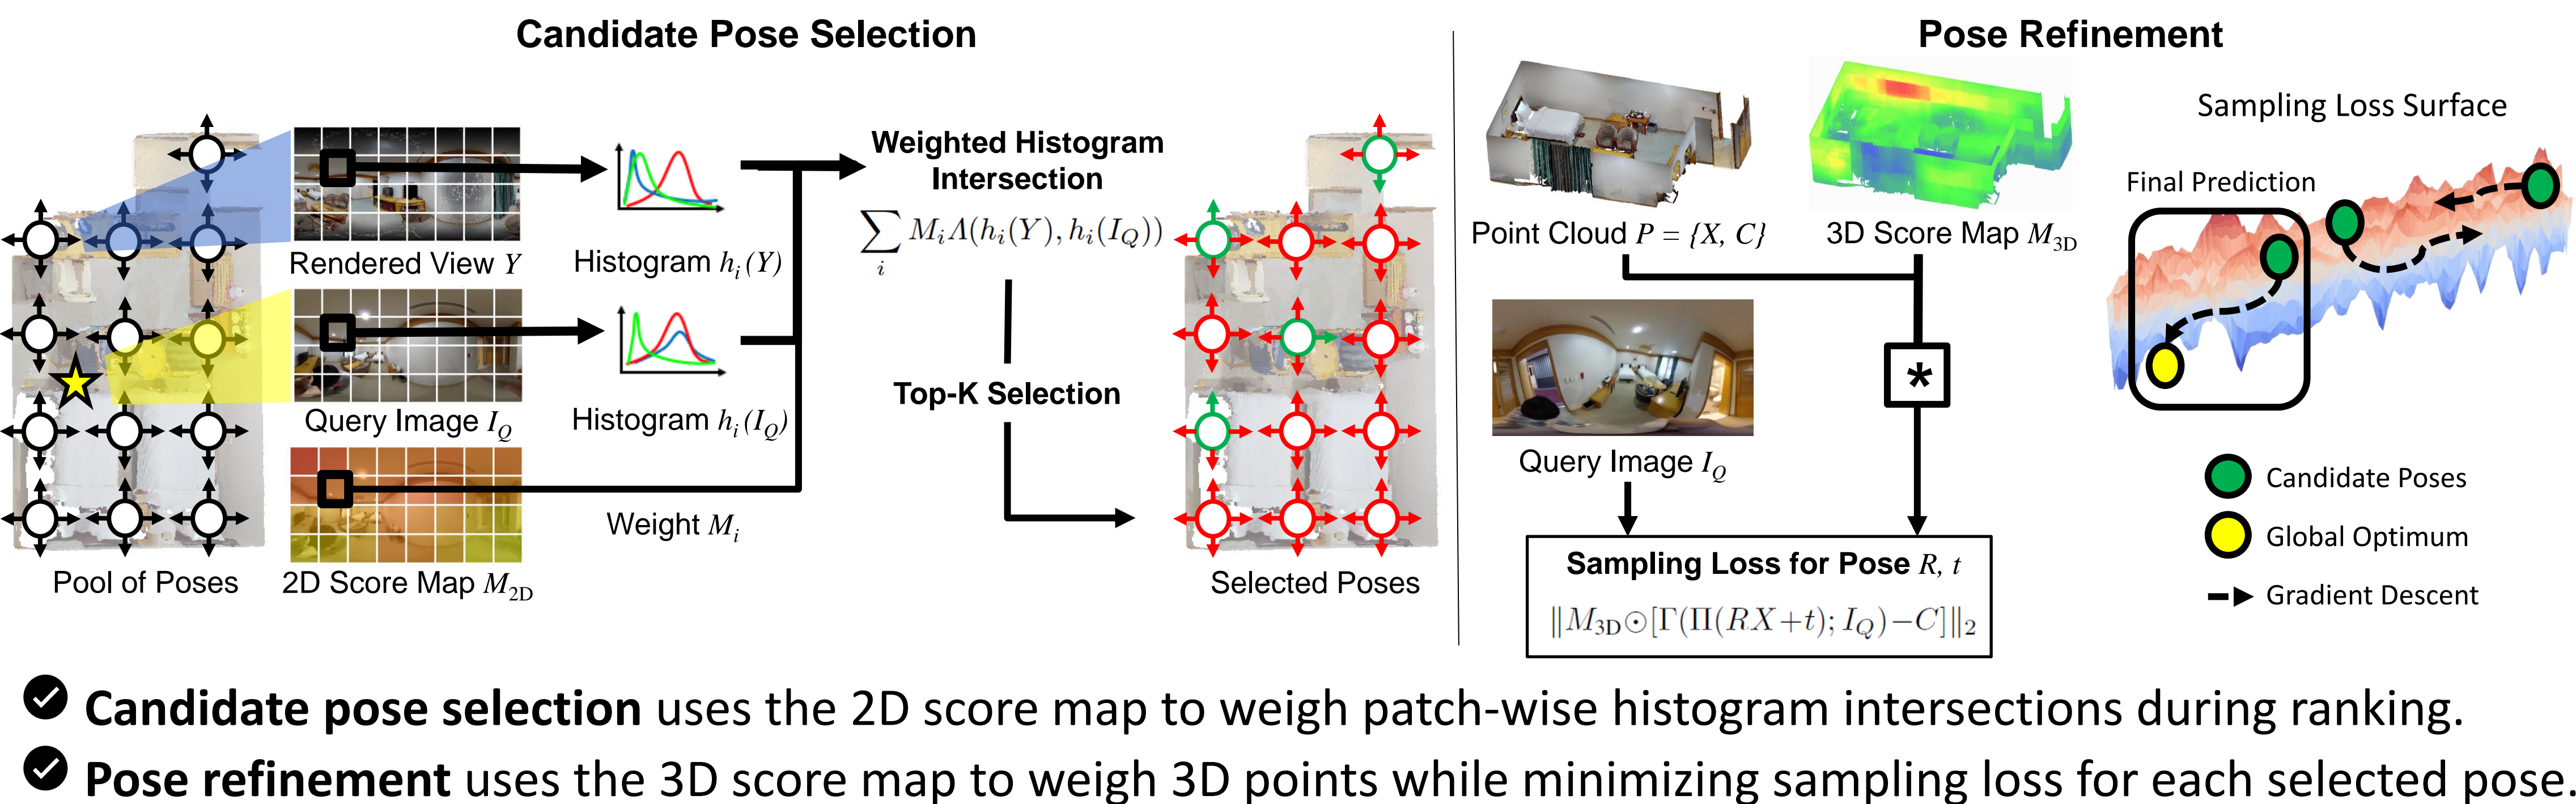 Candidate Pose Selection
Rendered View Y
Histogram hᵢ(Y)
Query Image I_Q
Histogram hᵢ(I_Q)
Weight Mᵢ
Pool of Poses
2D Score Map M_2D
Weighted Histogram
Intersection
∑ᵢ MᵢΛ(hᵢ(Y), hᵢ(I_Q))
Top-K Selection
Selected Poses
Pose Refinement
Point Cloud P = {X, C}
3D Score Map M_3D
Query Image I_Q
*
Sampling Loss for Pose R, t
∥M_3D⊙[Γ(Π(RX+t); I_Q)−C]∥₂
Sampling Loss Surface
Final Prediction
Candidate Poses
Global Optimum
Gradient Descent
Candidate pose selection uses the 2D score map to weigh patch-wise histogram intersections during ranking.
Pose refinement uses the 3D score map to weigh 3D points while minimizing sampling loss for each selected pose.